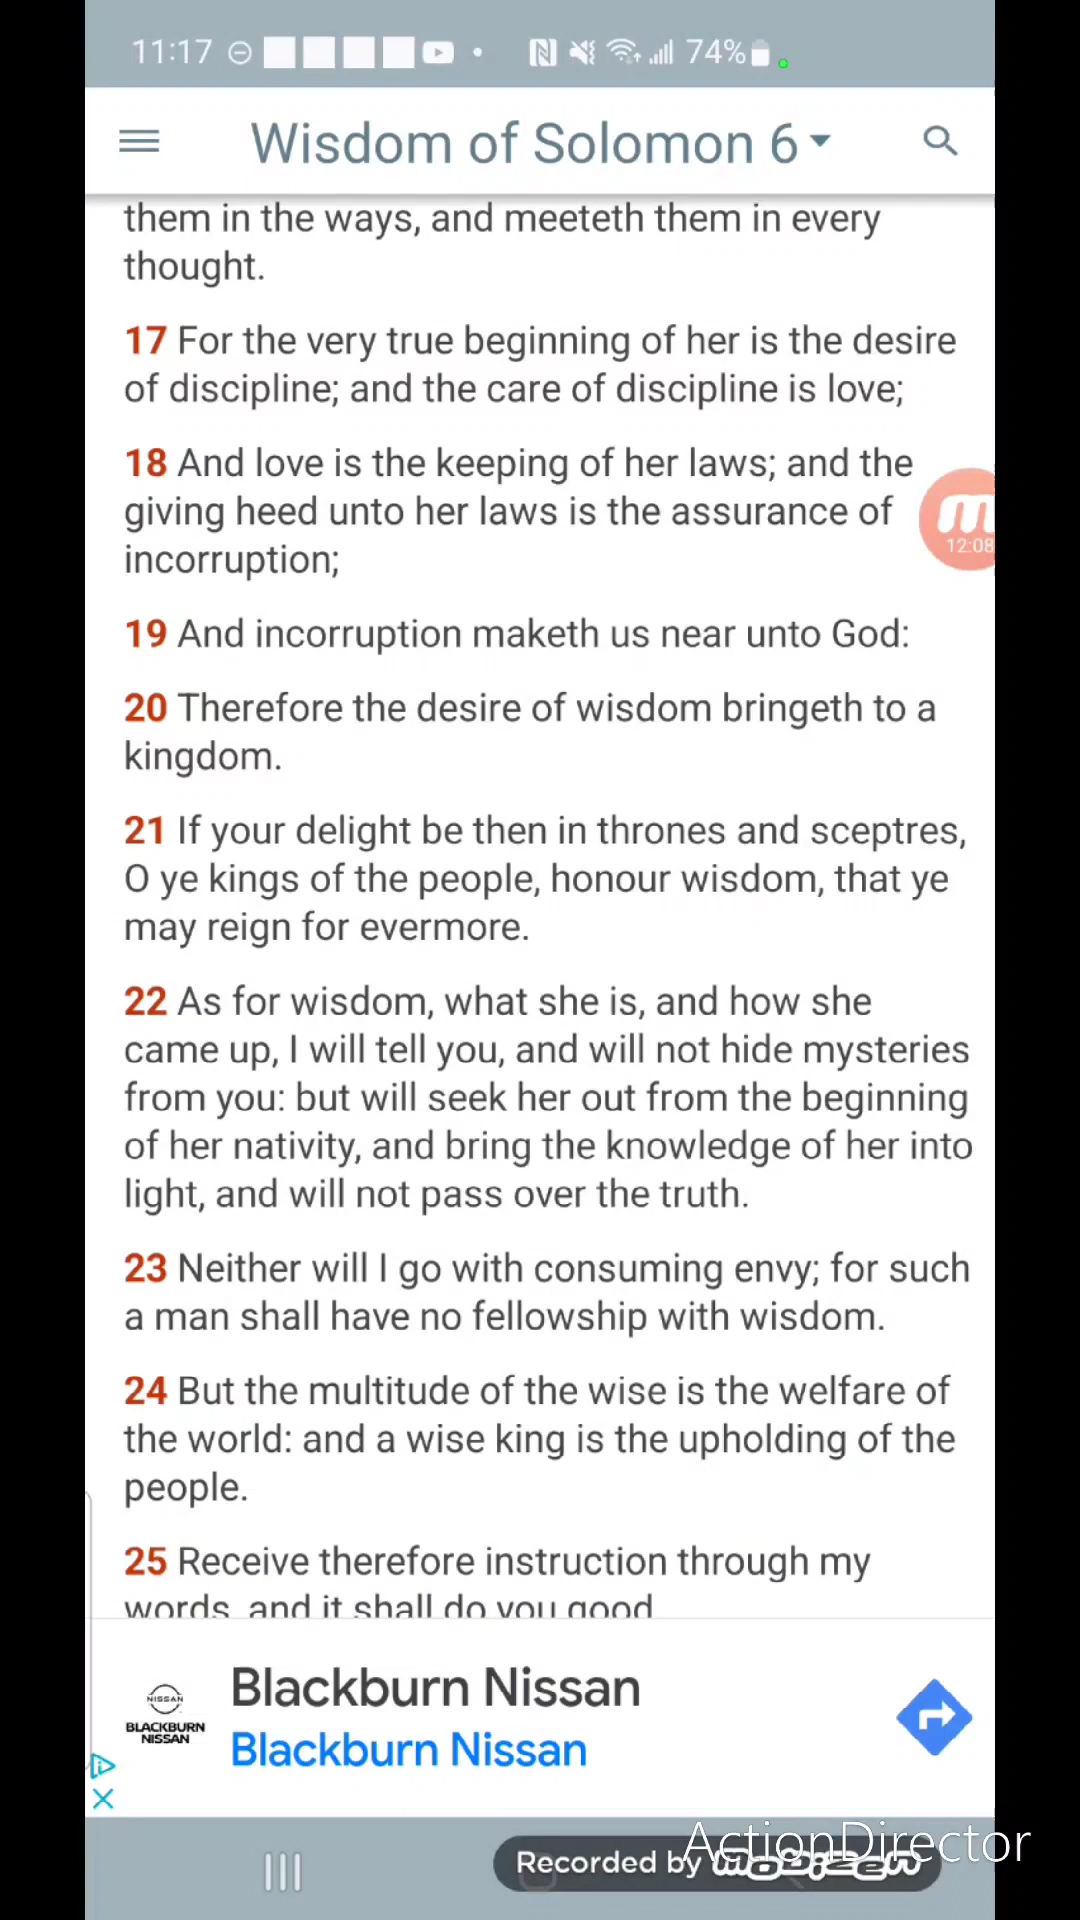 11:17 74%
Wisdom of Solomon 6
them in the ways, and meeteth them in every
thought.
17 For the very true beginning of her is the desire
of discipline; and the care of discipline is love;
18 And love is the keeping of her laws; and the
giving heed unto her laws is the assurance of
incorruption;
12:08
19 And incorruption maketh us near unto God:
20 Therefore the desire of wisdom bringeth to a
kingdom.
21 If your delight be then in thrones and sceptres,
O ye kings of the people, honour wisdom, that ye
may reign for evermore.
22 As for wisdom, what she is, and how she
came up, I will tell you, and will not hide mysteries
from you: but will seek her out from the beginning
of her nativity, and bring the knowledge of her into
light, and will not pass over the truth.
23 Neither will I go with consuming envy; for such
a man shall have no fellowship with wisdom.
24 But the multitude of the wise is the welfare of
the world: and a wise king is the upholding of the
people.
25 Receive therefore instruction through my
words, and it shall do you good
NISSAN
BLACKBURN
NISSAN
Blackburn Nissan
Blackburn Nissan
ActionDirector
Recorded by mobizen